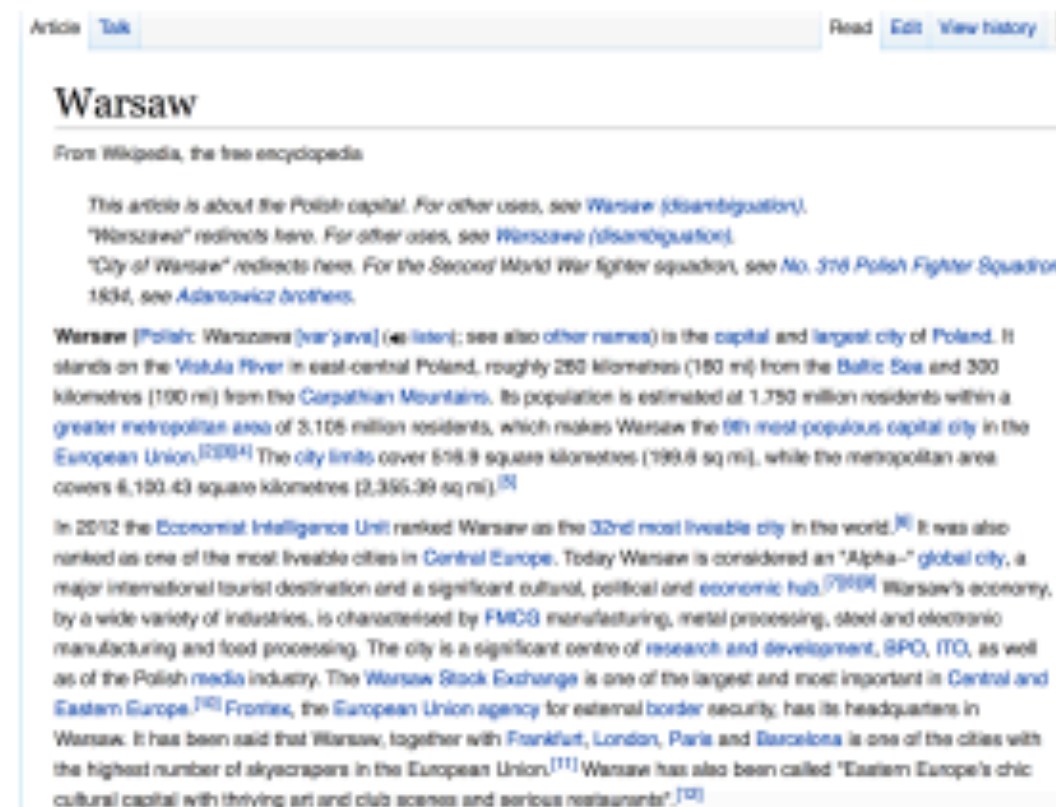 Article Talk Read Edit View history
Warsaw
From Wikipedia, the free encyclopedia
This article is about the Polish capital. For other uses, see Warsaw (disambiguation).
"Warszawa" redirects here. For other uses, see Warszawa (disambiguation).
"City of Warsaw" redirects here. For the Second World War fighter squadron, see No. 316 Polish Fighter Squadron
1934, see Adamowicz brothers.
Warsaw (Polish: Warszawa [varˈʂava] (listen); see also other names) is the capital and largest city of Poland. It
stands on the Vistula River in east-central Poland, roughly 260 kilometres (160 mi) from the Baltic Sea and 300
kilometres (190 mi) from the Carpathian Mountains. Its population is estimated at 1.750 million residents within a
greater metropolitan area of 3.105 million residents, which makes Warsaw the 9th most-populous capital city in the
European Union.[2][3][4] The city limits cover 516.9 square kilometres (199.6 sq mi), while the metropolitan area
covers 6,100.43 square kilometres (2,355.39 sq mi).[5]
In 2012 the Economist Intelligence Unit ranked Warsaw as the 32nd most liveable city in the world.[6] It was also
ranked as one of the most liveable cities in Central Europe. Today Warsaw is considered an "Alpha–" global city, a
major international tourist destination and a significant cultural, political and economic hub.[7][8][9] Warsaw's economy,
by a wide variety of industries, is characterised by FMCG manufacturing, metal processing, steel and electronic
manufacturing and food processing. The city is a significant centre of research and development, BPO, ITO, as well
as of the Polish media industry. The Warsaw Stock Exchange is one of the largest and most important in Central and
Eastern Europe.[10] Frontex, the European Union agency for external border security, has its headquarters in
Warsaw. It has been said that Warsaw, together with Frankfurt, London, Paris and Barcelona is one of the cities with
the highest number of skyscrapers in the European Union.[11] Warsaw has also been called "Eastern Europe's chic
cultural capital with thriving art and club scenes and serious restaurants".[12]